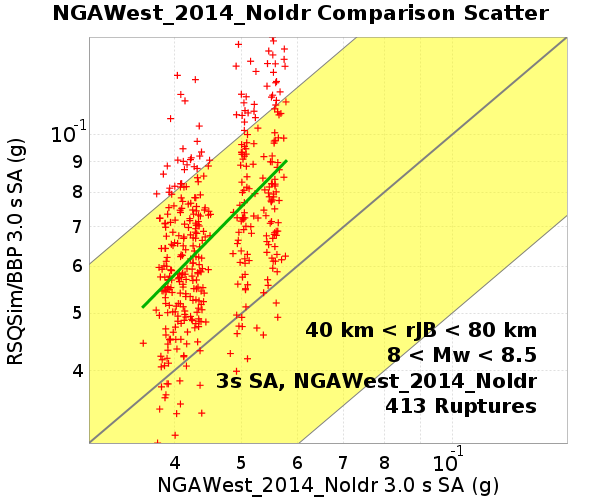 NGAWest_2014_NoIdr Comparison Scatter
RSQSim/BBP 3.0 s SA (g)
10-1
9
8
7
6
5
4
40 km < rJB < 80 km
8 < Mw < 8.5
3s SA, NGAWest_2014_NoIdr
413 Ruptures
4 5 6 7 8 10-1
NGAWest_2014_NoIdr 3.0 s SA (g)